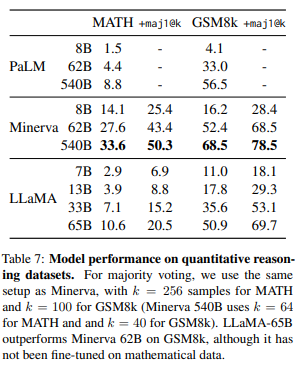 MATH +maj1@k GSM8k +maj1@k
8B 1.5 - 4.1 -
PaLM 62B 4.4 - 33.0 -
540B 8.8 - 56.5 -
8B 14.1 25.4 16.2 28.4
Minerva 62B 27.6 43.4 52.4 68.5
540B 33.6 50.3 68.5 78.5
7B 2.9 6.9 11.0 18.1
LLaMA 13B 3.9 8.8 17.8 29.3
33B 7.1 15.2 35.6 53.1
65B 10.6 20.5 50.9 69.7
Table 7: Model performance on quantitative reason-
ing datasets. For majority voting, we use the same
setup as Minerva, with k = 256 samples for MATH
and k = 100 for GSM8k (Minerva 540B uses k = 64
for MATH and and k = 40 for GSM8k). LLaMA-65B
outperforms Minerva 62B on GSM8k, although it has
not been fine-tuned on mathematical data.